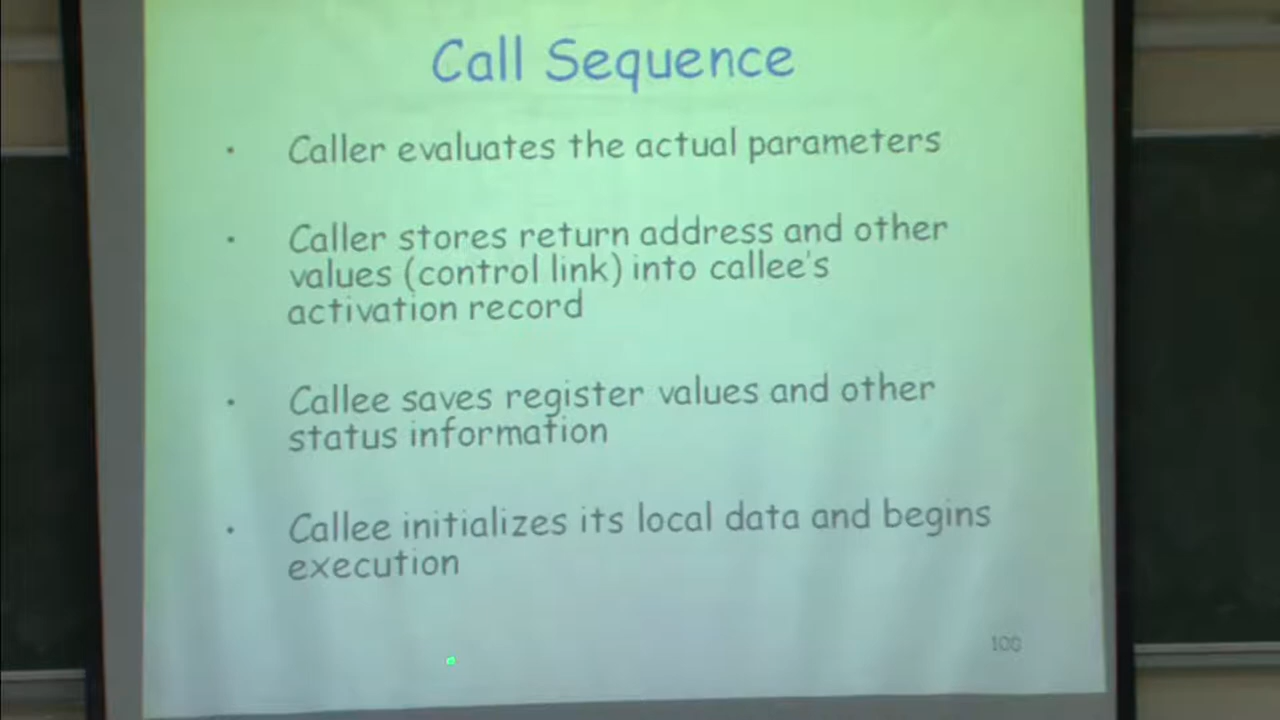 Call Sequence
· Caller evaluates the actual parameters
· Caller stores return address and other
values (control link) into callee's
activation record
· Callee saves register values and other
status information
· Callee initializes its local data and begins
execution